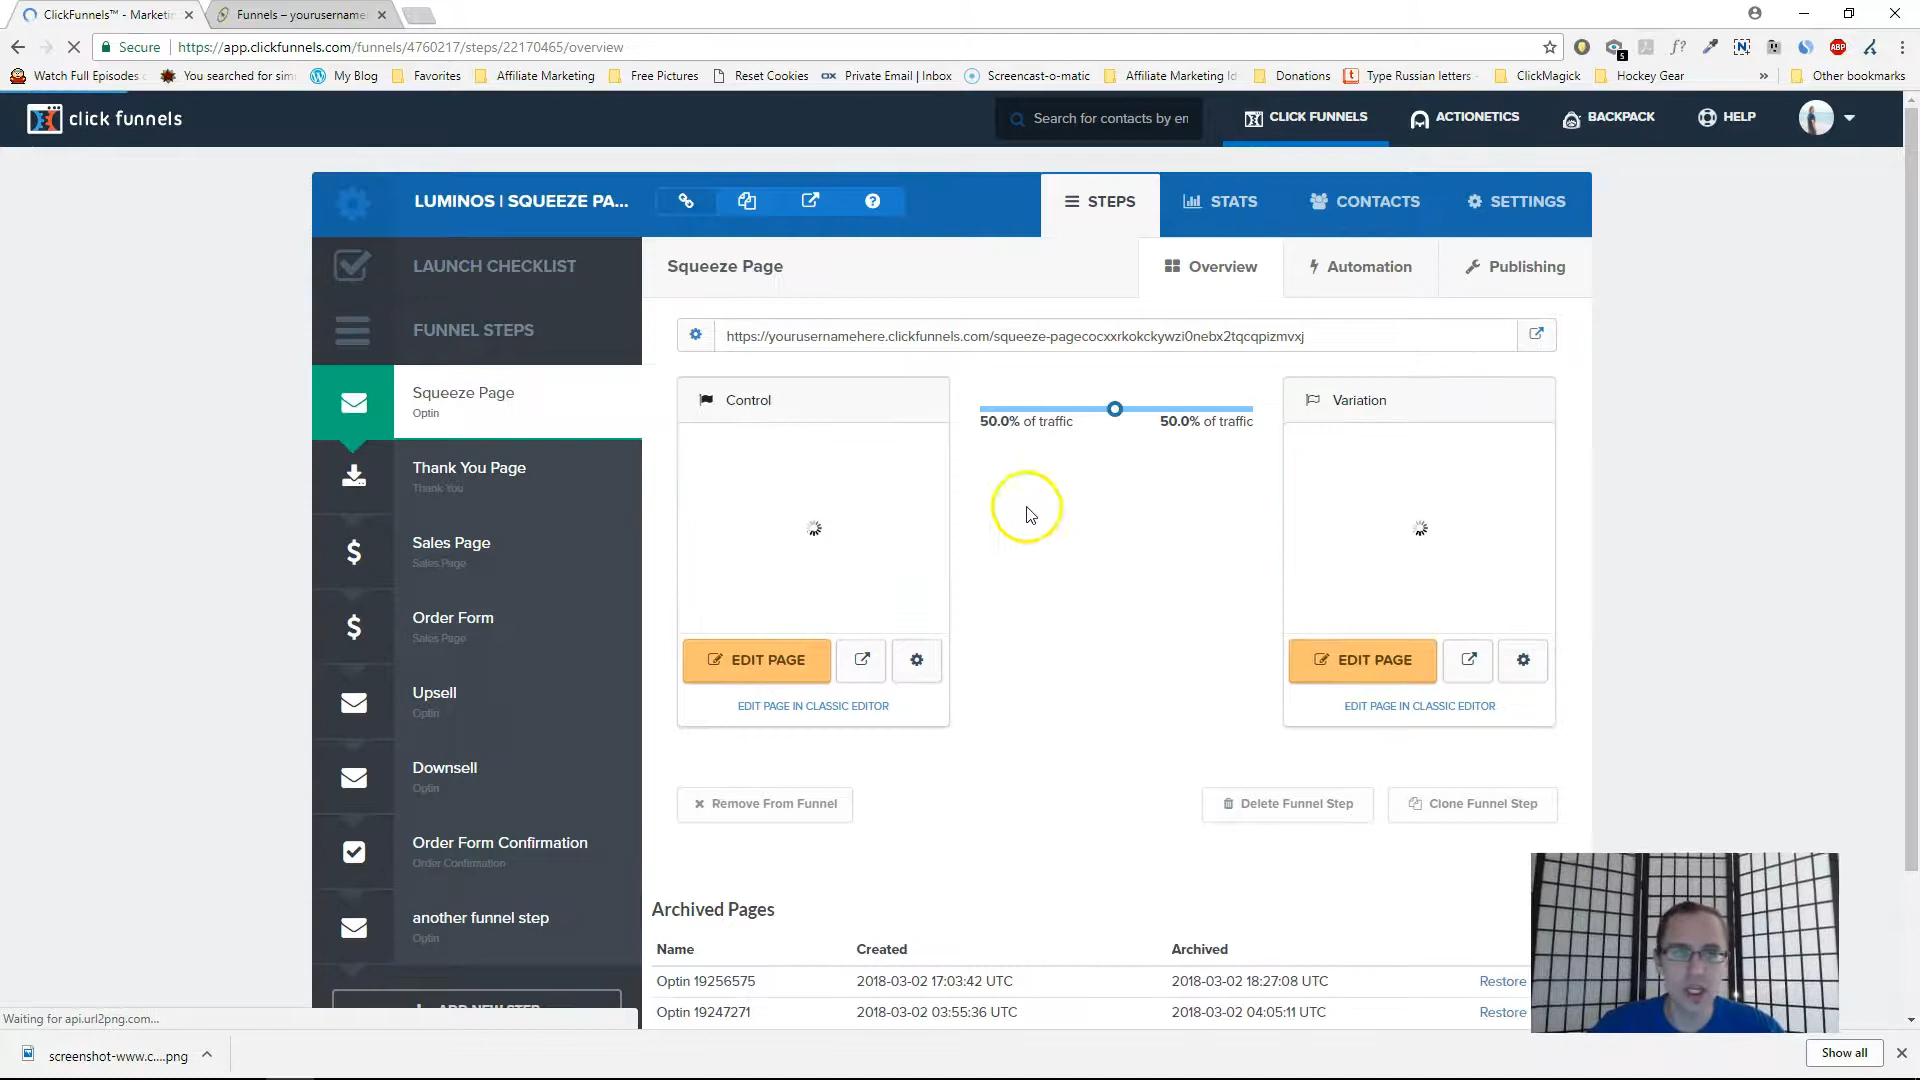 ClickFunnels™ - Marketin
Funnels – yourusername
Secure
https://app.clickfunnels.com/funnels/4760217/steps/22170465/overview
5
ABP
Watch Full Episodes
You searched for sim
My Blog
Favorites
Affiliate Marketing
Free Pictures
Reset Cookies
Private Email | Inbox
Screencast-o-matic
Affiliate Marketing Id
Donations
Type Russian letters -
ClickMagick
Hockey Gear
»
Other bookmarks
click funnels
Search for contacts by em
CLICK FUNNELS
ACTIONETICS
BACKPACK
HELP
LUMINOS | SQUEEZE PA...
STEPS
STATS
CONTACTS
SETTINGS
LAUNCH CHECKLIST
Squeeze Page
Overview
Automation
Publishing
FUNNEL STEPS
https://yourusernamehere.clickfunnels.com/squeeze-pagecocxxrkokckywzi0nebx2tqcqpizmvxj
Squeeze Page
Optin
Thank You Page
Thank You
Sales Page
Sales Page
Order Form
Sales Page
Upsell
Optin
Downsell
Optin
Order Form Confirmation
Order Confirmation
another funnel step
Optin
ADD NEW STEP
Control
50.0% of traffic
50.0% of traffic
Variation
EDIT PAGE
EDIT PAGE
EDIT PAGE IN CLASSIC EDITOR
EDIT PAGE IN CLASSIC EDITOR
Remove From Funnel
Delete Funnel Step
Clone Funnel Step
Archived Pages
Name
Created
Archived
Optin 19256575
2018-03-02 17:03:42 UTC
2018-03-02 18:27:08 UTC
Restore
Optin 19247271
2018-03-02 03:55:36 UTC
2018-03-02 04:05:11 UTC
Restore
Waiting for api.url2png.com...
screenshot-www.c....png
Show all